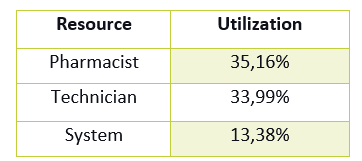 Resource Utilization
Pharmacist 35,16%
Technician 33,99%
System 13,38%